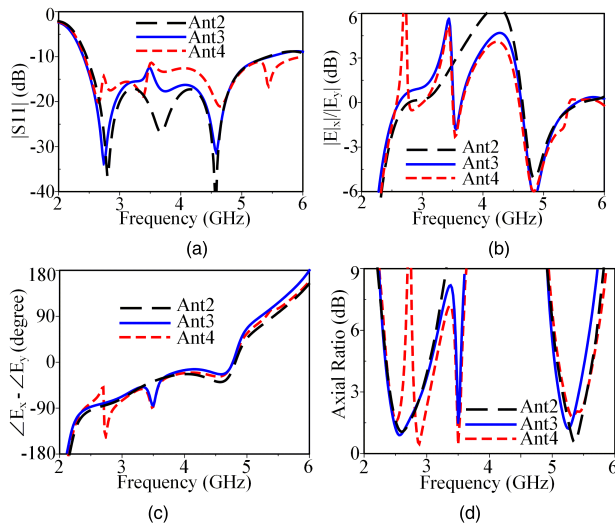 0
-10
-20
-30
-40
|S11| (dB)
Ant2
Ant3
Ant4
2 3 4 5 6
Frequency (GHz)
(a)
6
3
0
-3
-6
|E|x|/Ey| (dB)
Ant2
Ant3
Ant4
2 3 4 5 6
Frequency (GHz)
(b)
180
90
0
-90
-180
∠Ex - ∠Ey (degree)
Ant2
Ant3
Ant4
2 3 4 5 6
Frequency (GHz)
(c)
9
6
3
0
Axial Ratio (dB)
Ant2
Ant3
Ant4
2 3 4 5 6
Frequency (GHz)
(d)